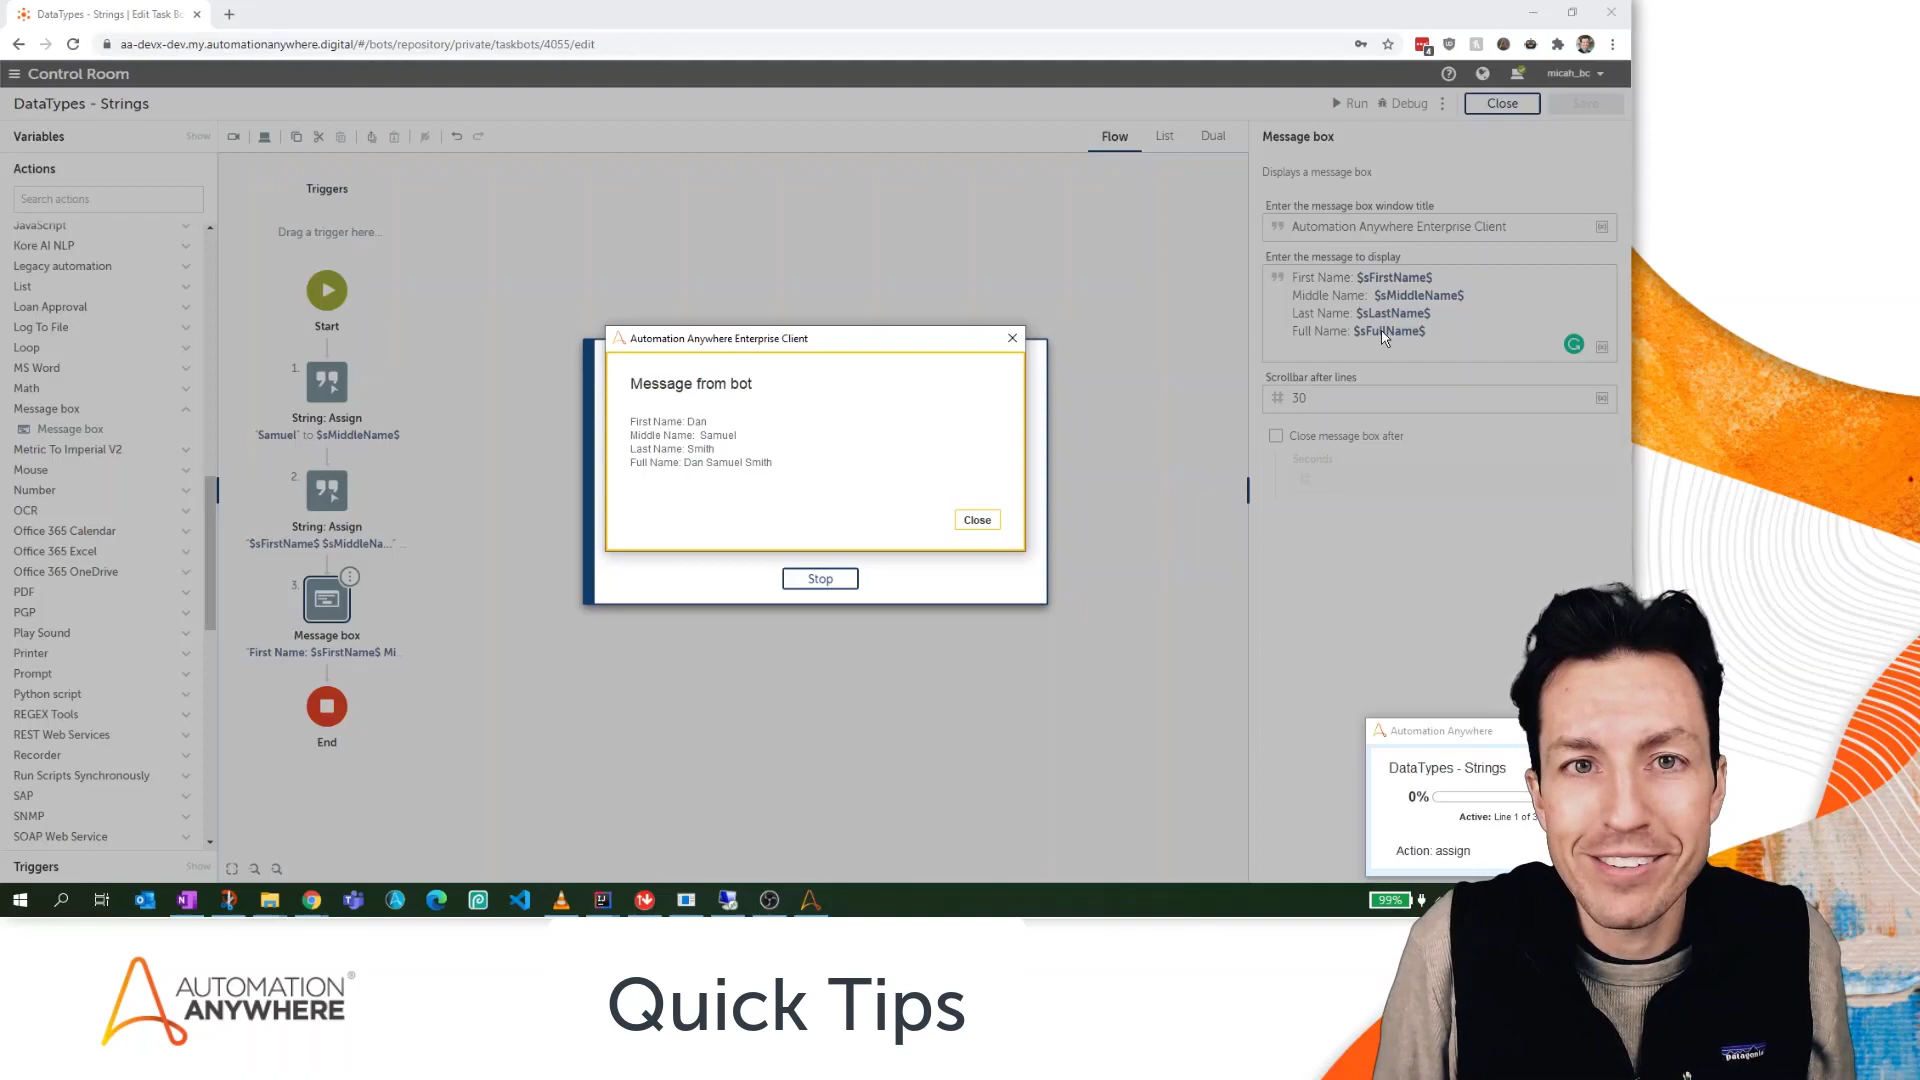 DataTypes - Strings | Edit Task Bo
aa-devx-dev.my.automationanywhere.digital/#/bots/repository/private/taskbots/4055/edit
Control Room
micah_bc
DataTypes - Strings
Run
Debug
Close
Save
Variables
Show
Flow
List
Dual
Message box
Actions
Search actions
JavaScript
Kore AI NLP
Legacy automation
List
Loan Approval
Log To File
Loop
MS Word
Math
Message box
Message box
Metric To Imperial V2
Mouse
Number
OCR
Office 365 Calendar
Office 365 Excel
Office 365 OneDrive
PDF
PGP
Play Sound
Printer
Prompt
Python script
REGEX Tools
REST Web Services
Recorder
Run Scripts Synchronously
SAP
SNMP
SOAP Web Service
Triggers
Show
Triggers
Drag a trigger here...
Start
1.
String: Assign
"Samuel" to $sMiddleName$
2.
String: Assign
"$sFirstName$ $sMiddleNa..." ..
3.
Message box
"First Name: $sFirstName$ Mi..
End
Automation Anywhere Enterprise Client
Message from bot
First Name: Dan
Middle Name:  Samuel
Last Name: Smith
Full Name: Dan Samuel Smith
Close
Stop
Displays a message box
Enter the message box window title
Automation Anywhere Enterprise Client
Enter the message to display
First Name: $sFirstName$
Middle Name:  $sMiddleName$
Last Name: $sLastName$
Full Name: $sFullName$
Scrollbar after lines
30
Close message box after
Seconds
Automation Anywhere
DataTypes - Strings
0%
Active: Line 1 of 3
Action: assign
99%
AUTOMATION
ANYWHERE®
Quick Tips
patagonia